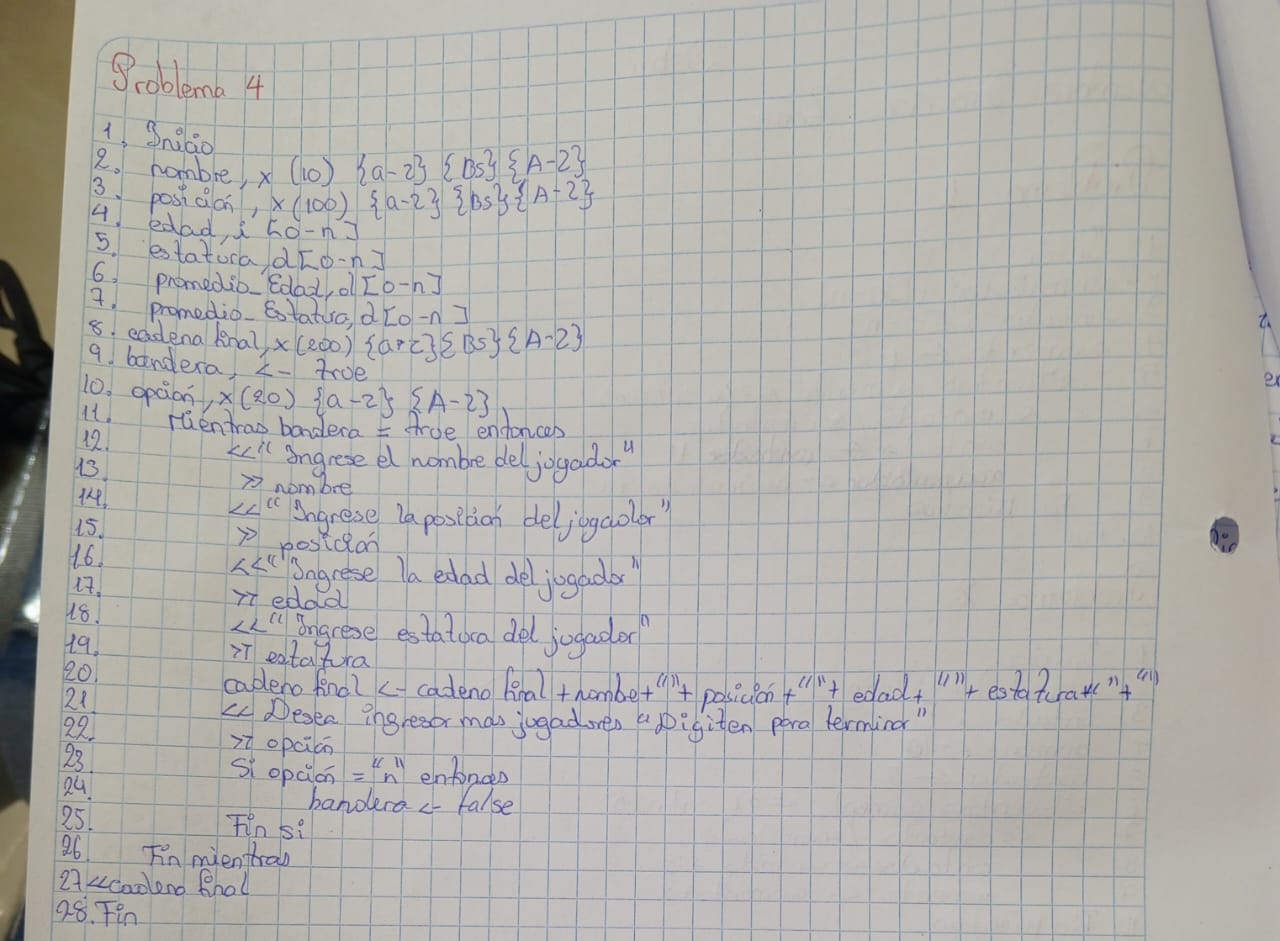 Problema 4
1. Inicio
2. nombre, x (10) {a-z} {Bs} {A-Z}
3. posición, x(100) {a-z} {Bs} {A-Z}
4. edad, i [0-n]
5. estatura, d[0-n]
6. promedio_Edad, d[0-n]
7. promedio_Estatura, d[0-n]
8. cadena final, x(200) {a-z} {Bs} {A-Z}
9. bandera, <- true
10. opción, x(20) {a-z} {A-Z}
11. Mientras bandera = true entonces
12. <<"Ingrese el nombre del jugador"
13. >> nombre
14. <<"Ingrese la posición del jugador"
15. >> posición
16. <<"Ingrese la edad del jugador"
17. >> edad
18. <<"Ingrese estatura del jugador"
19. >> estatura
20. cadena final <- cadena final + nombe+""+ posición+""+ edad+ ""+ estatura+""+""
21 << Desea ingresar mas jugadores "Digite n para terminar"
22. >> opción
23 Si opción = "n" entonces
24. bandera <- false
25. Fin si
26 Fin mientras
27 <<cadena final
28. Fin